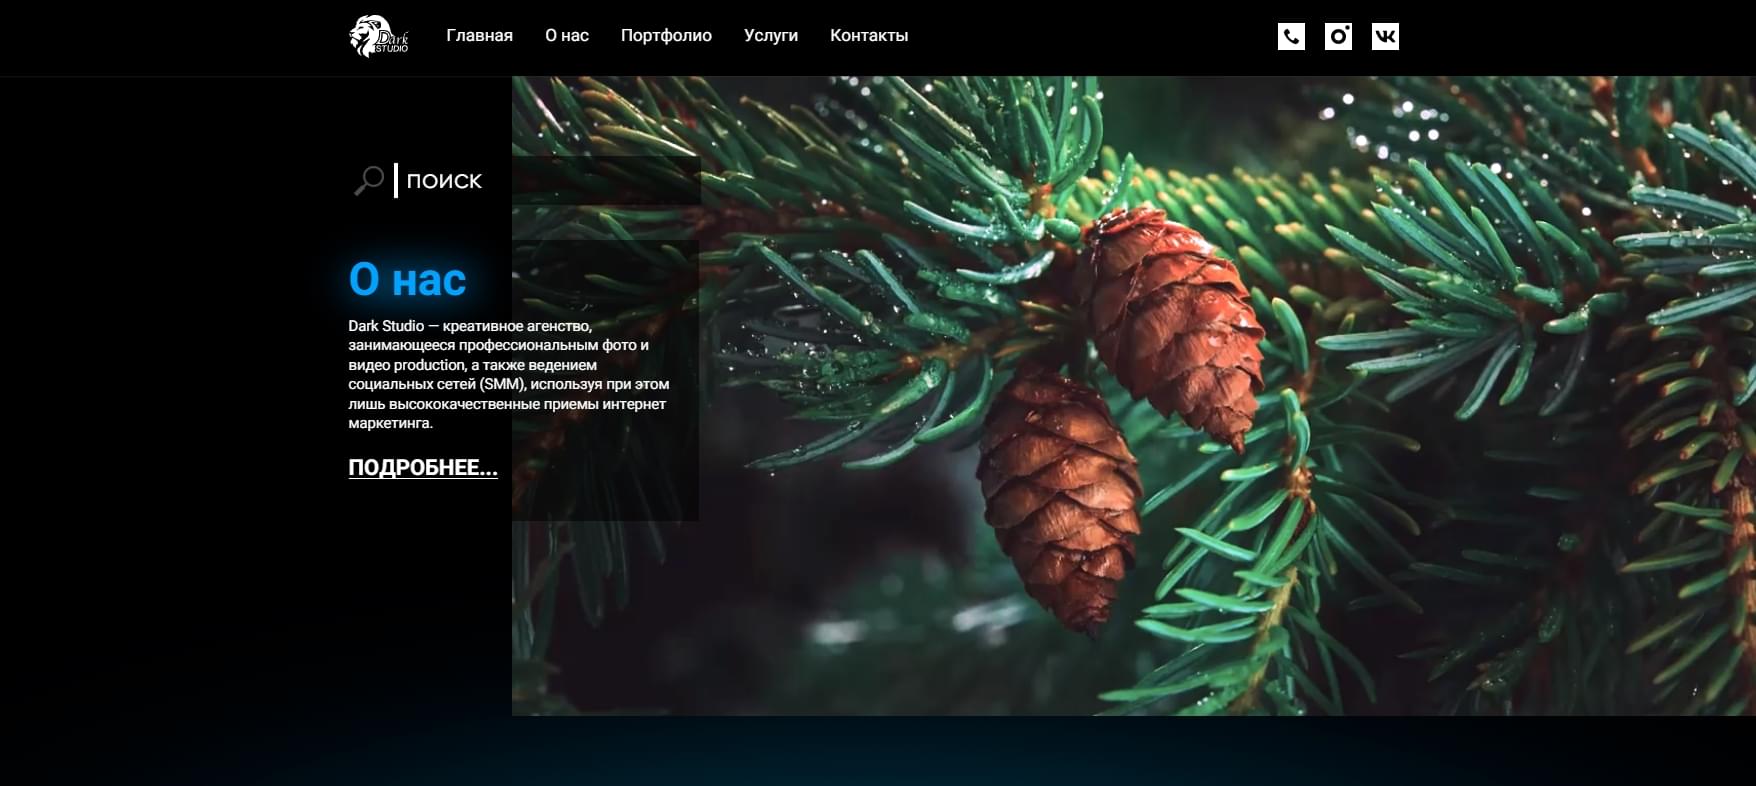 Dark
STUDIO
Главная О нас Портфолио Услуги Контакты
ПОИСК
О нас
Dark Studio — креативное агенство,
занимающееся профессиональным фото и
видео production, а также ведением
социальных сетей (SMM), используя при этом
лишь высококачественные приемы интернет
маркетинга.
ПОДРОБНЕЕ...